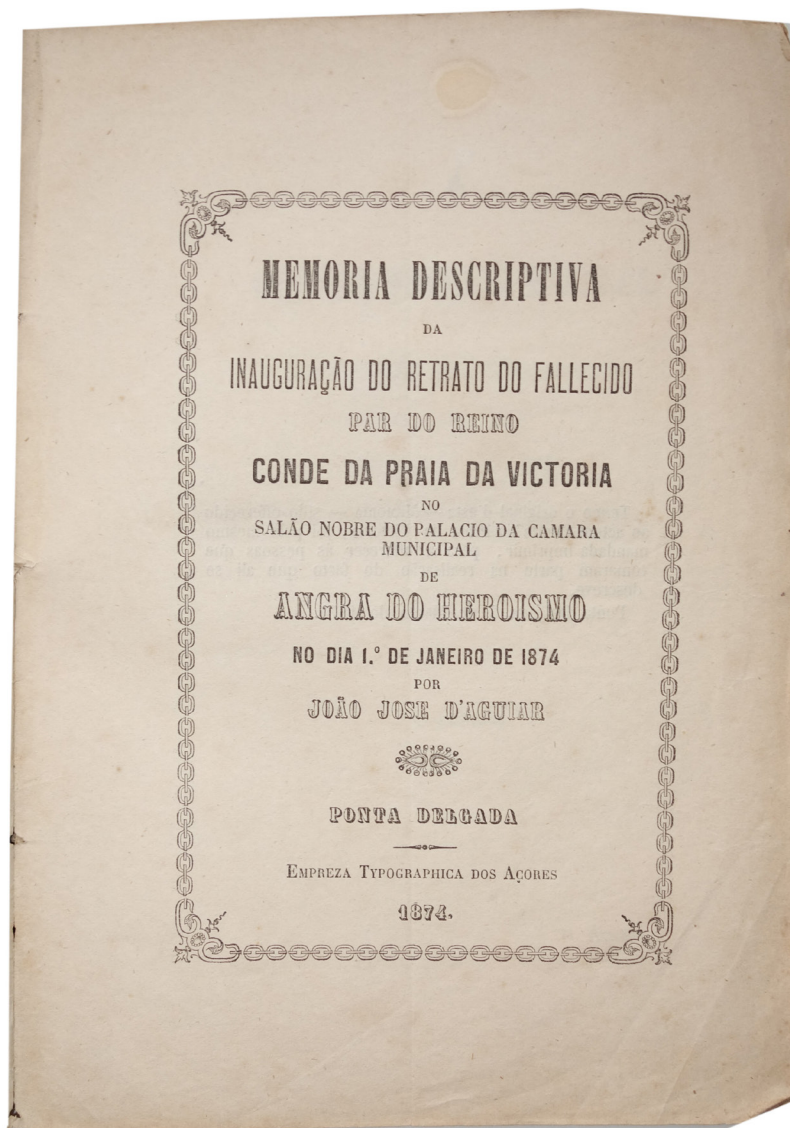 MEMORIA DESCRIPTIVA
DA
INAUGURAÇÃO DO RETRATO DO FALLECIDO
PAR DO REINO
CONDE DA PRAIA DA VICTORIA
NO
SALÃO NOBRE DO PALACIO DA CAMARA
MUNICIPAL
DE
ANGRA DO HEROISMO
NO DIA 1.º DE JANEIRO DE 1874
POR
JOÃO JOSE D'AGUIAR
PONTA DELGADA
EMPREZA TYPOGRAPHICA DOS AÇORES
1874.